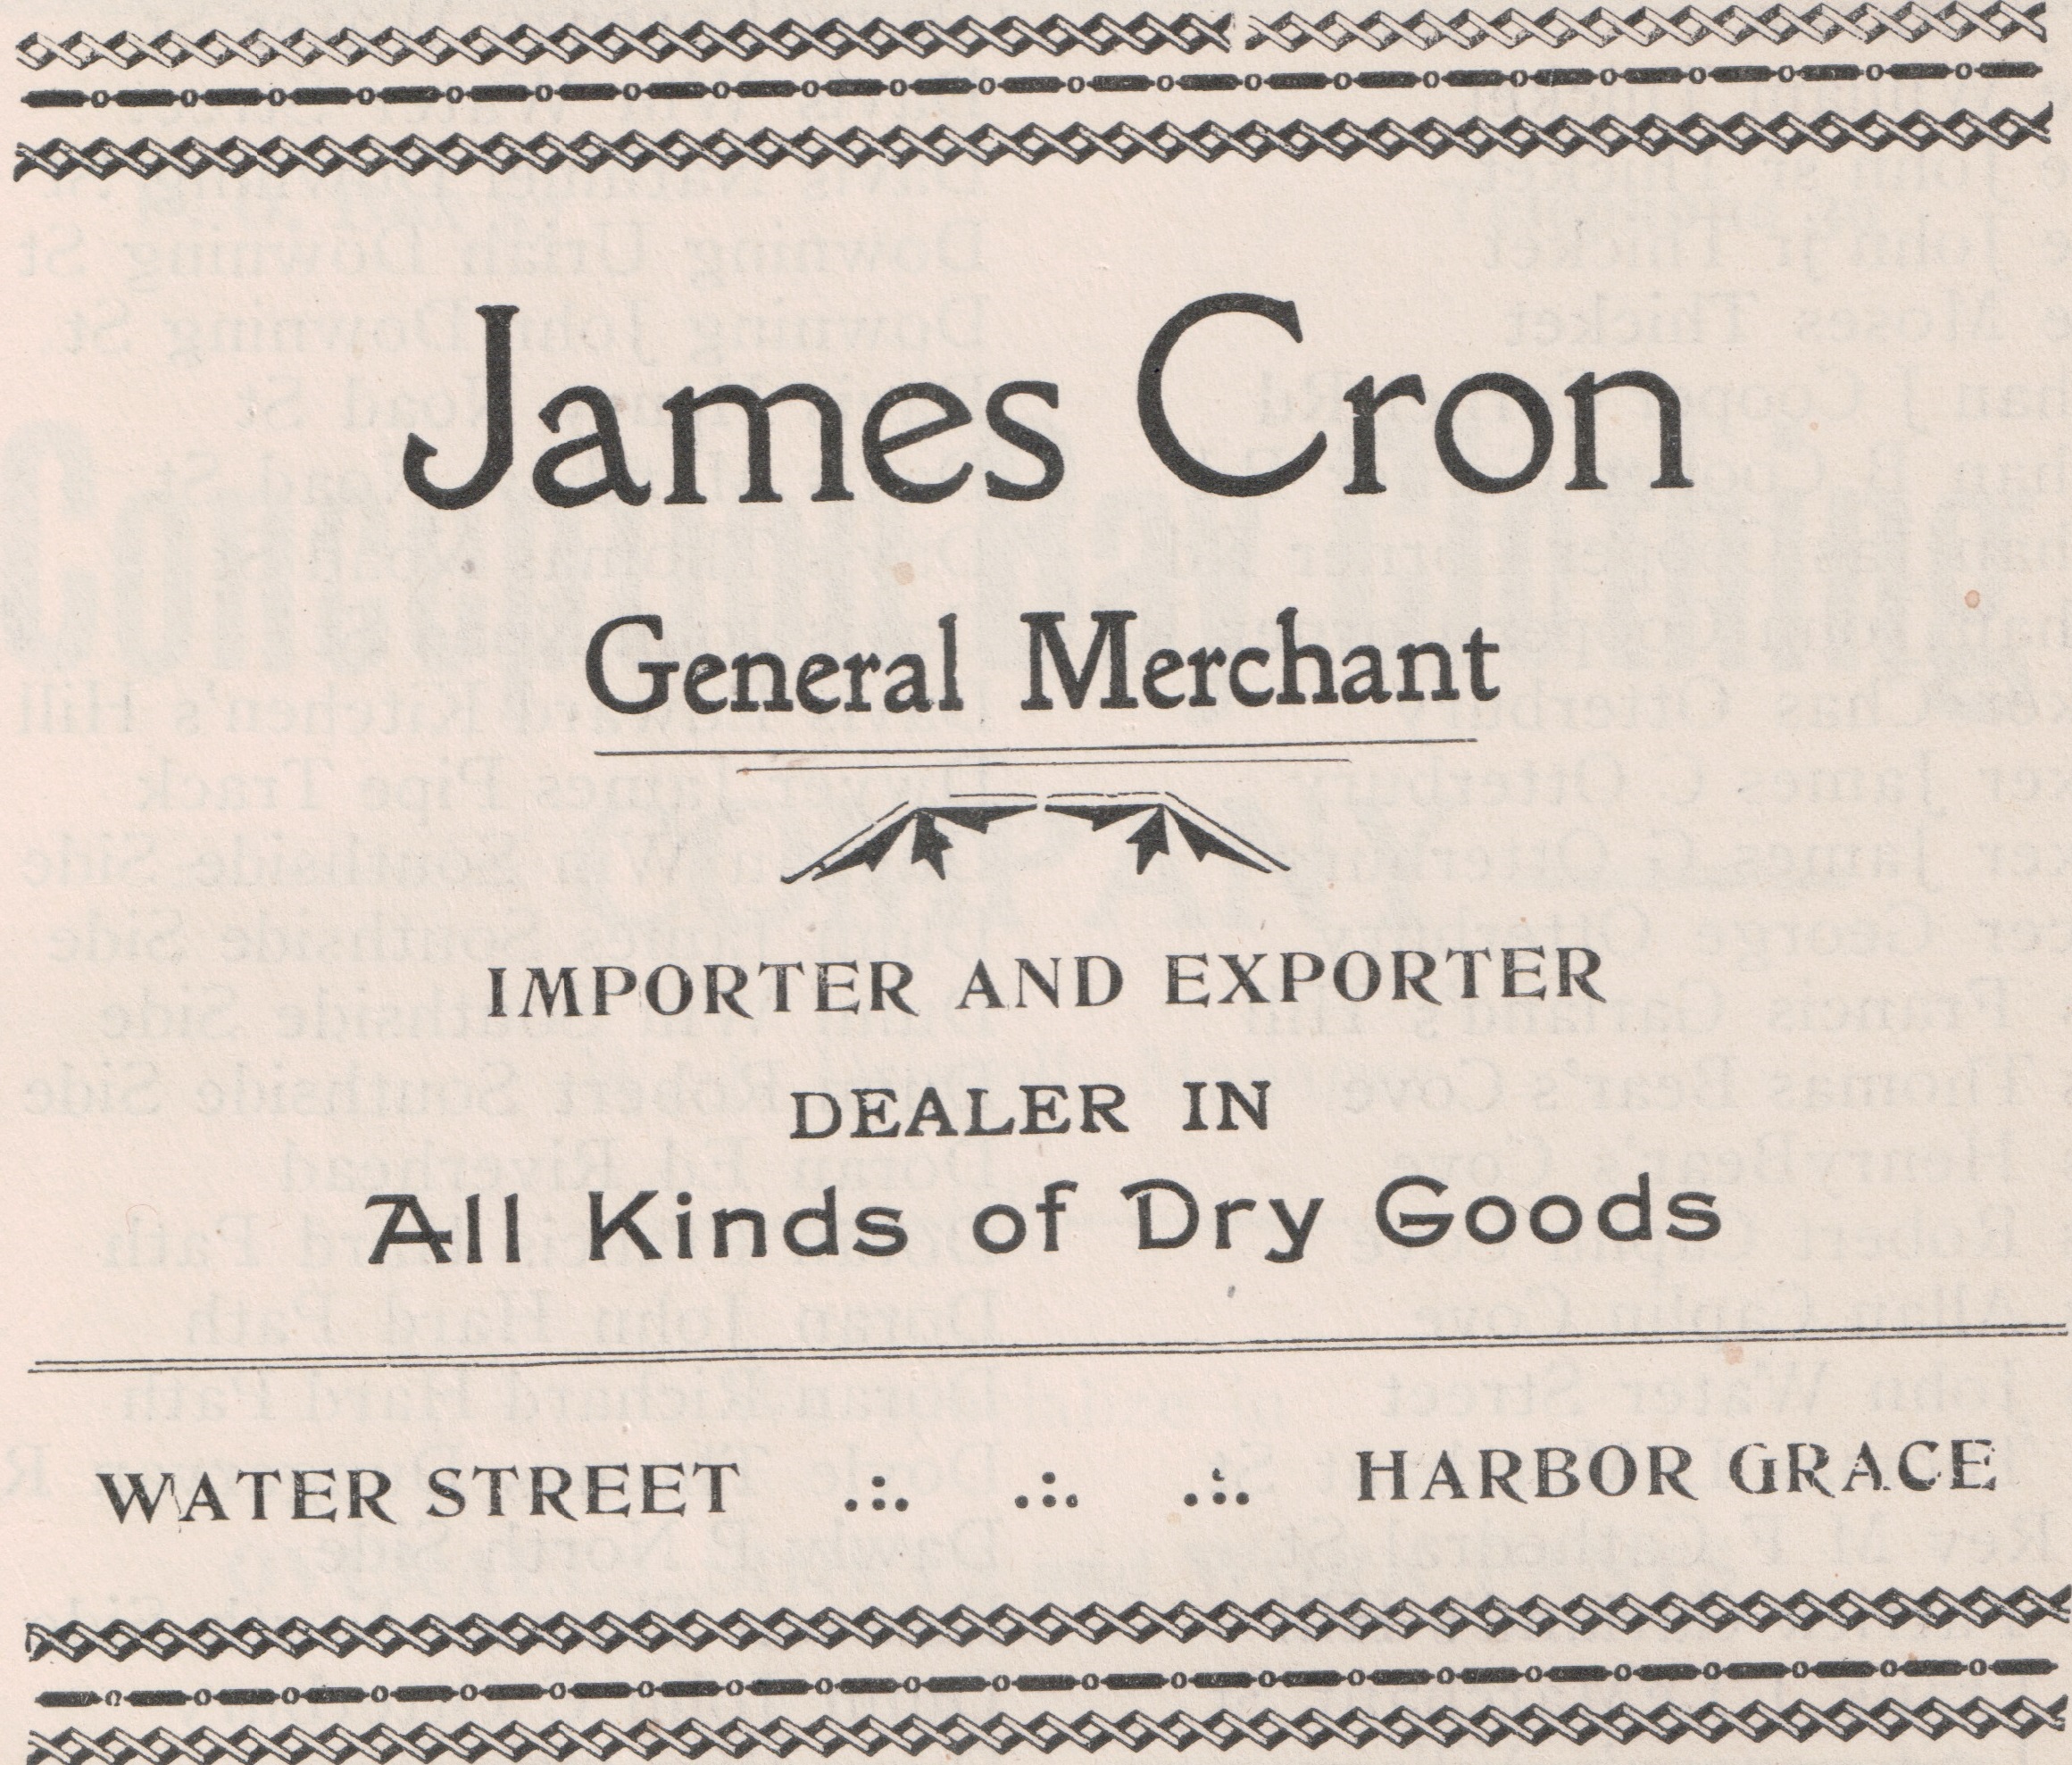 James Cron
General Merchant
IMPORTER AND EXPORTER
DEALER IN
All Kinds of Dry Goods
WATER STREET .:. .:. .:. HARBOR GRACE